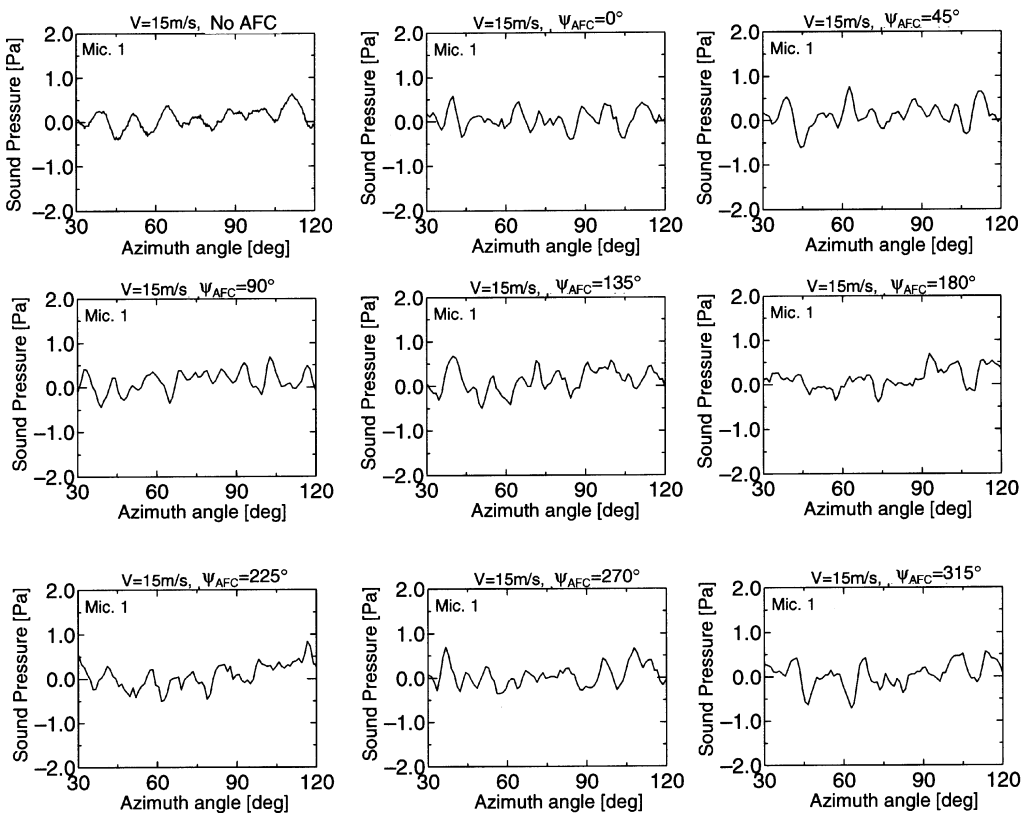 V=15m/s, No AFC
Sound Pressure [Pa]
2.0
1.0
0.0
−1.0
−2.0
Mic. 1
30 60 90 120
Azimuth angle [deg]
V=15m/s, ΨAFC=0°
Sound Pressure [Pa]
2.0
1.0
0.0
−1.0
−2.0
Mic. 1
30 60 90 120
Azimuth angle [deg]
V=15m/s, ΨAFC=45°
Sound Pressure [Pa]
2.0
1.0
0.0
−1.0
−2.0
Mic. 1
30 60 90 120
Azimuth angle [deg]
V=15m/s ΨAFC=90°
Sound Pressure [Pa]
2.0
1.0
0.0
−1.0
−2.0
Mic. 1
30 60 90 120
Azimuth angle [deg]
V=15m/s, ΨAFC=135°
Sound Pressure [Pa]
2.0
1.0
0.0
−1.0
−2.0
Mic. 1
30 60 90 120
Azimuth angle [deg]
V=15m/s, ΨAFC=180°
Sound Pressure [Pa]
2.0
1.0
0.0
−1.0
−2.0
Mic. 1
30 60 90 120
Azimuth angle [deg]
V=15m/s, ΨAFC=225°
Sound Pressure [Pa]
2.0
1.0
0.0
−1.0
−2.0
Mic. 1
30 60 90 120
Azimuth angle [deg]
V=15m/s, ΨAFC=270°
Sound Pressure [Pa]
2.0
1.0
0.0
−1.0
−2.0
Mic. 1
30 60 90 120
Azimuth angle [deg]
V=15m/s, ΨAFC=315°
Sound Pressure [Pa]
2.0
1.0
0.0
−1.0
−2.0
Mic. 1
30 60 90 120
Azimuth angle [deg]